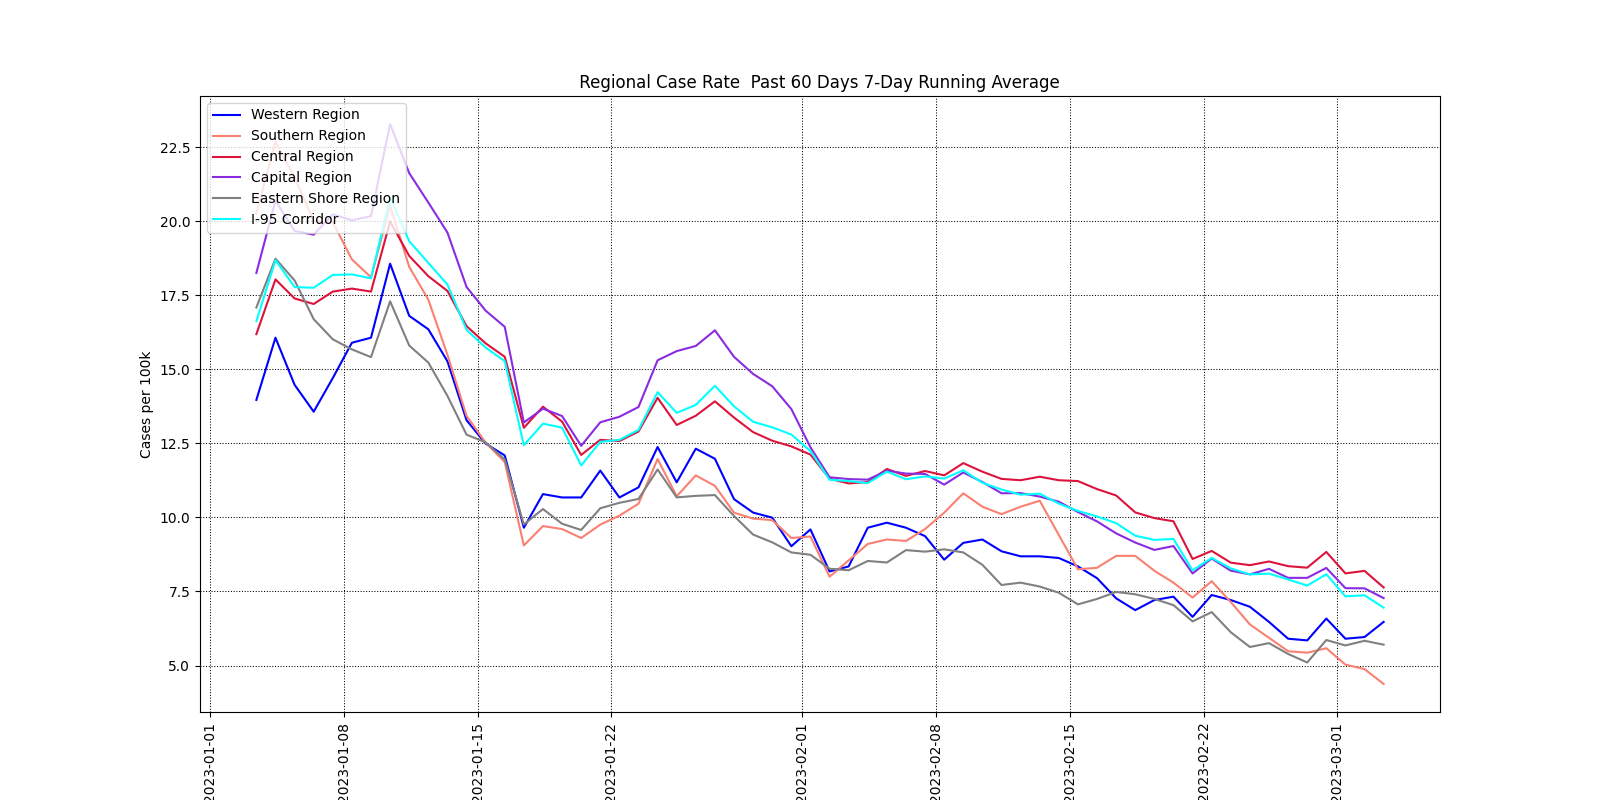 Regional Case Rate  Past 60 Days 7-Day Running Average
Western Region
Southern Region
Central Region
Capital Region
Eastern Shore Region
I-95 Corridor
Cases per 100k
22.5
20.0
17.5
15.0
12.5
10.0
7.5
5.0
2023-01-01
2023-01-08
2023-01-15
2023-01-22
2023-02-01
2023-02-08
2023-02-15
2023-02-22
2023-03-01